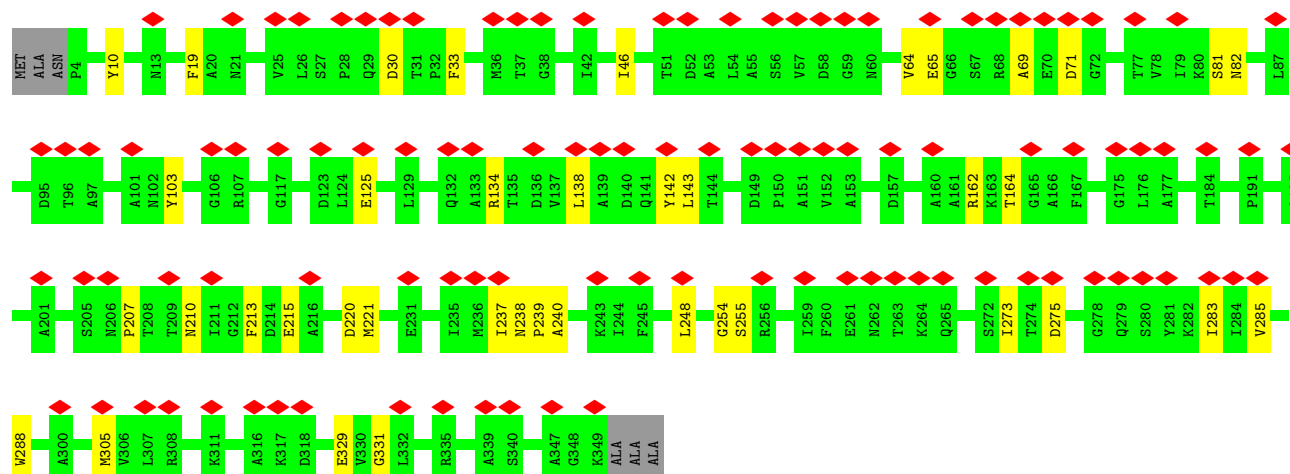 MET ALA ASN P4 Y10 N13 F19 A20 N21 V25 L26 S27 P28 Q29 D30 T31 P32 F33 M36 T37 G38 I42 I46 T51 D52 A53 L54 A55 S56 V57 D58 G59 N60 V64 E65 G66 S67 R68 A69 E70 D71 G72 T77 V78 I79 K80 S81 N82 L87
D95 T96 A97 A101 N102 Y103 G106 R107 G117 D123 L124 E125 L129 Q132 A133 R134 T135 D136 V137 L138 A139 D140 Q141 Y142 L143 T144 D149 P150 A151 V152 A153 D157 A160 A161 R162 K163 T164 G165 A166 F167 G175 L176 A177 T184 P191
A201 S205 N206 P207 T208 T209 N210 I211 G212 F213 D214 E215 A216 D220 M221 E231 I235 M236 I237 N238 P239 A240 K243 I244 F245 L248 G254 S255 R256 I259 F260 E261 N262 T263 K264 Q265 S272 I273 T274 D275 G278 Q279 S280 Y281 K282 I283 I284 V285
W288 A300 M305 V306 L307 R308 K311 A316 K317 D318 E329 V330 G331 L332 R335 A339 S340 A347 G348 K349 ALA ALA ALA